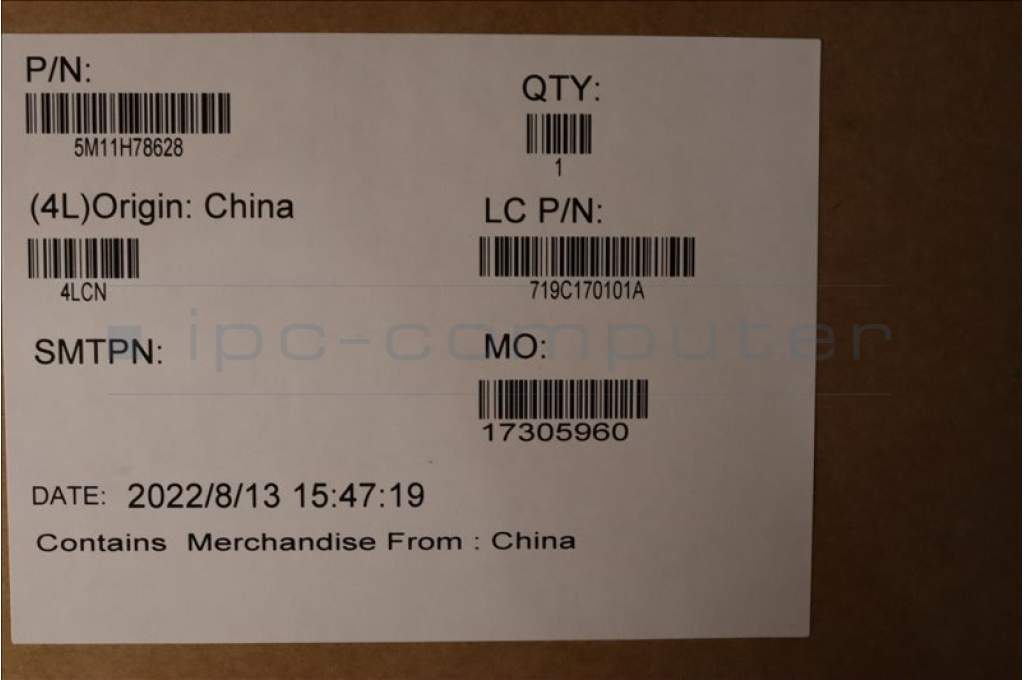 P/N:
5M11H78628
QTY:
1
(4L)Origin: China
4LCN
LC P/N:
719C170101A
SMTPN:
MO:
17305960
ipc-computer
DATE: 2022/8/13 15:47:19
Contains Merchandise From : China